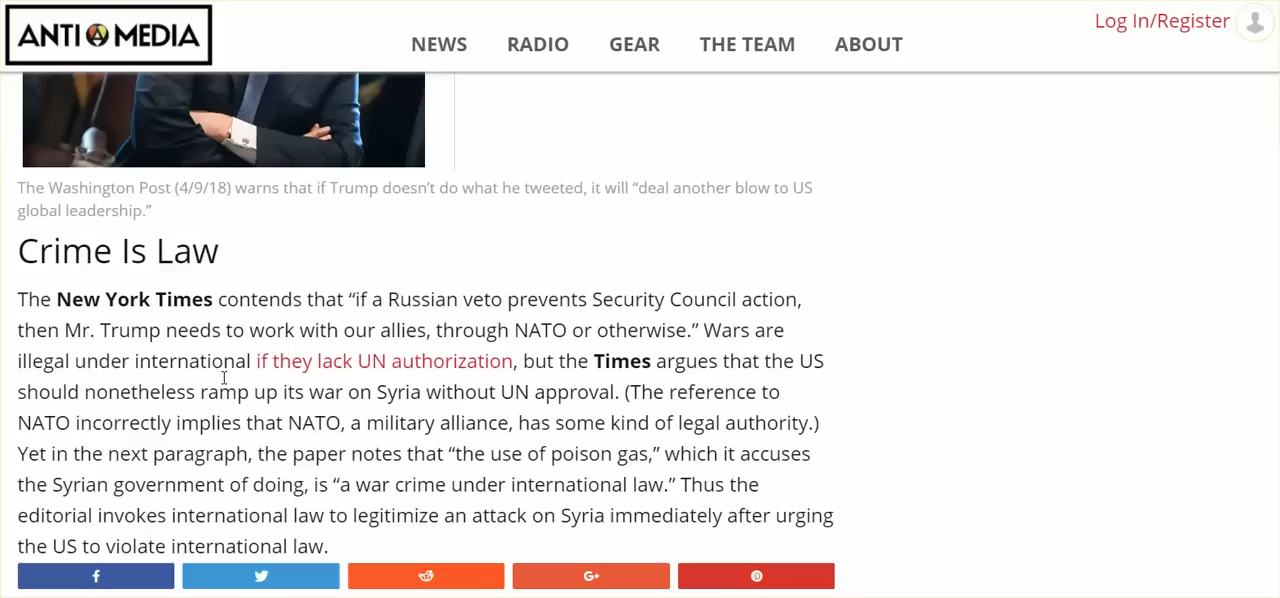 ANTI MEDIA
NEWS RADIO GEAR THE TEAM ABOUT
Log In/Register
The Washington Post (4/9/18) warns that if Trump doesn’t do what he tweeted, it will “deal another blow to US
global leadership.”
Crime Is Law
The New York Times contends that “if a Russian veto prevents Security Council action,
then Mr. Trump needs to work with our allies, through NATO or otherwise.” Wars are
illegal under international if they lack UN authorization, but the Times argues that the US
should nonetheless ramp up its war on Syria without UN approval. (The reference to
NATO incorrectly implies that NATO, a military alliance, has some kind of legal authority.)
Yet in the next paragraph, the paper notes that “the use of poison gas,” which it accuses
the Syrian government of doing, is “a war crime under international law.” Thus the
editorial invokes international law to legitimize an attack on Syria immediately after urging
the US to violate international law.
f
G+